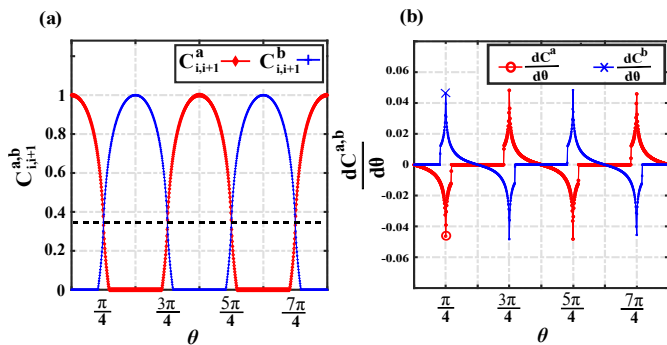 (a)
C^a_{i,i+1} C^b_{i,i+1}
C^{a,b}_{i,i+1}
1
0.8
0.6
0.4
0.2
0
π/4 3π/4 5π/4 7π/4
θ
(b)
dC^a/dθ dC^b/dθ
dC^{a,b}/dθ
0.06
0.04
0.02
0
-0.02
-0.04
-0.06
π/4 3π/4 5π/4 7π/4
θ